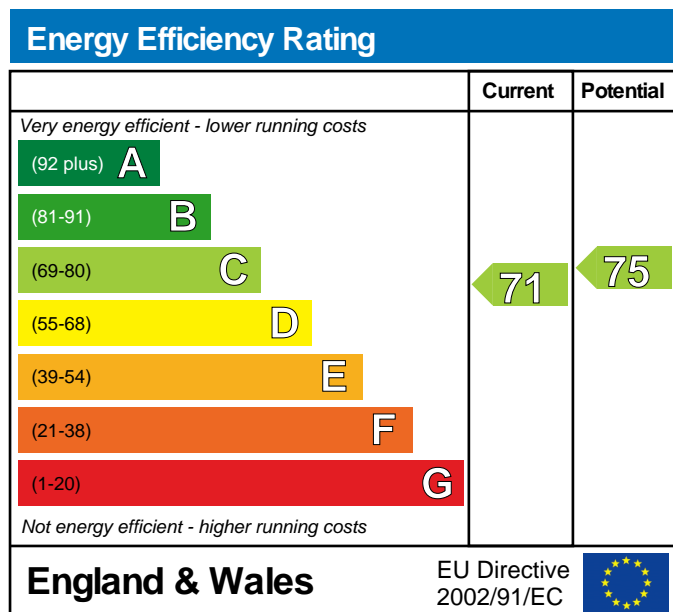 Energy Efficiency Rating
Current Potential
Very energy efficient - lower running costs
(92 plus) A
(81-91) B
(69-80) C
71
75
(55-68) D
(39-54) E
(21-38) F
(1-20) G
Not energy efficient - higher running costs
England & Wales
EU Directive
2002/91/EC